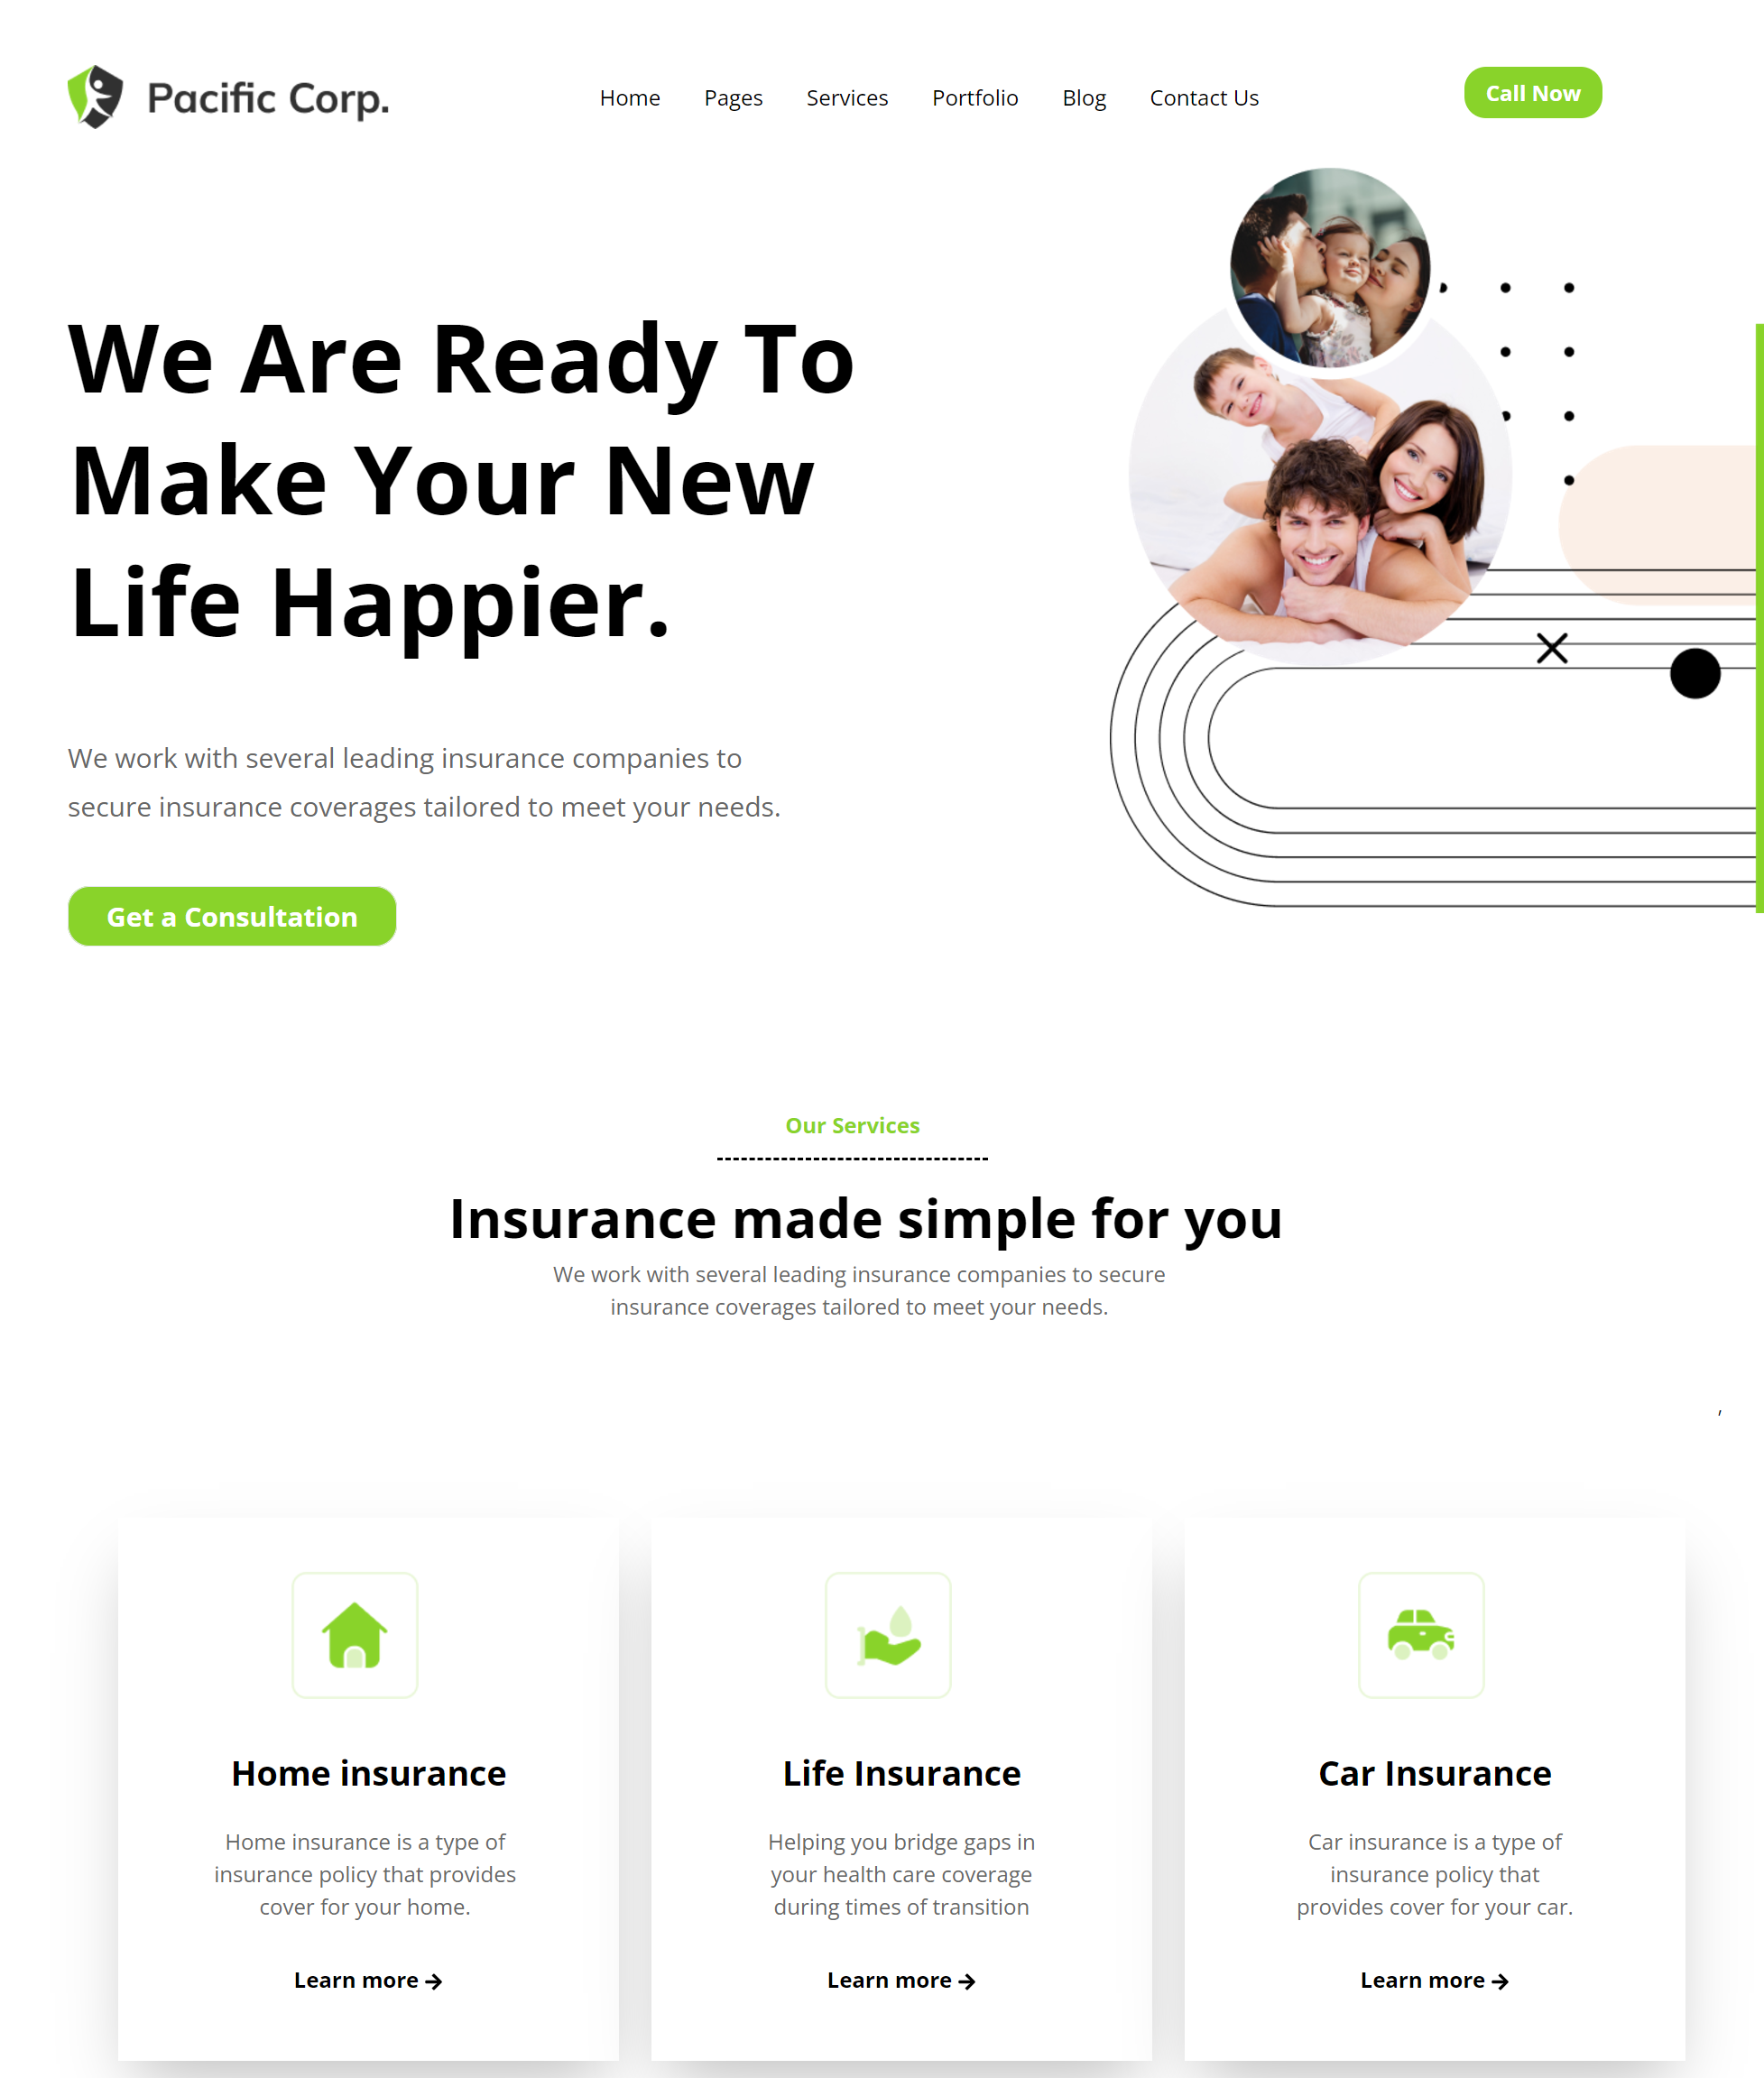 Pacific Corp.
Home Pages Services Portfolio Blog Contact Us
Call Now
We Are Ready To
Make Your New
Life Happier.
We work with several leading insurance companies to
secure insurance coverages tailored to meet your needs.
Get a Consultation
Our Services
Insurance made simple for you
We work with several leading insurance companies to secure
insurance coverages tailored to meet your needs.
,
Home insurance
Home insurance is a type of
insurance policy that provides
cover for your home.
Learn more →
Life Insurance
Helping you bridge gaps in
your health care coverage
during times of transition
Learn more →
Car Insurance
Car insurance is a type of
insurance policy that
provides cover for your car.
Learn more →